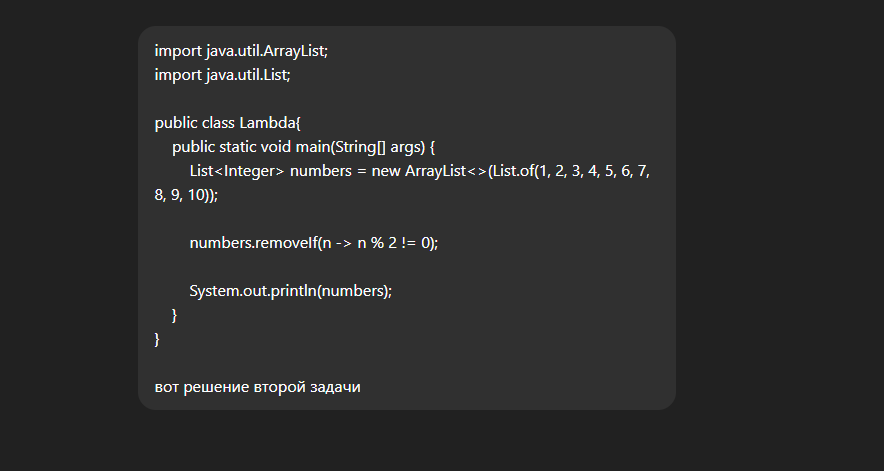 import java.util.ArrayList;
import java.util.List;
public class Lambda{
public static void main(String[] args) {
List<Integer> numbers = new ArrayList<>(List.of(1, 2, 3, 4, 5, 6, 7,
8, 9, 10));
numbers.removeIf(n -> n % 2 != 0);
System.out.println(numbers);
}
}
вот решение второй задачи